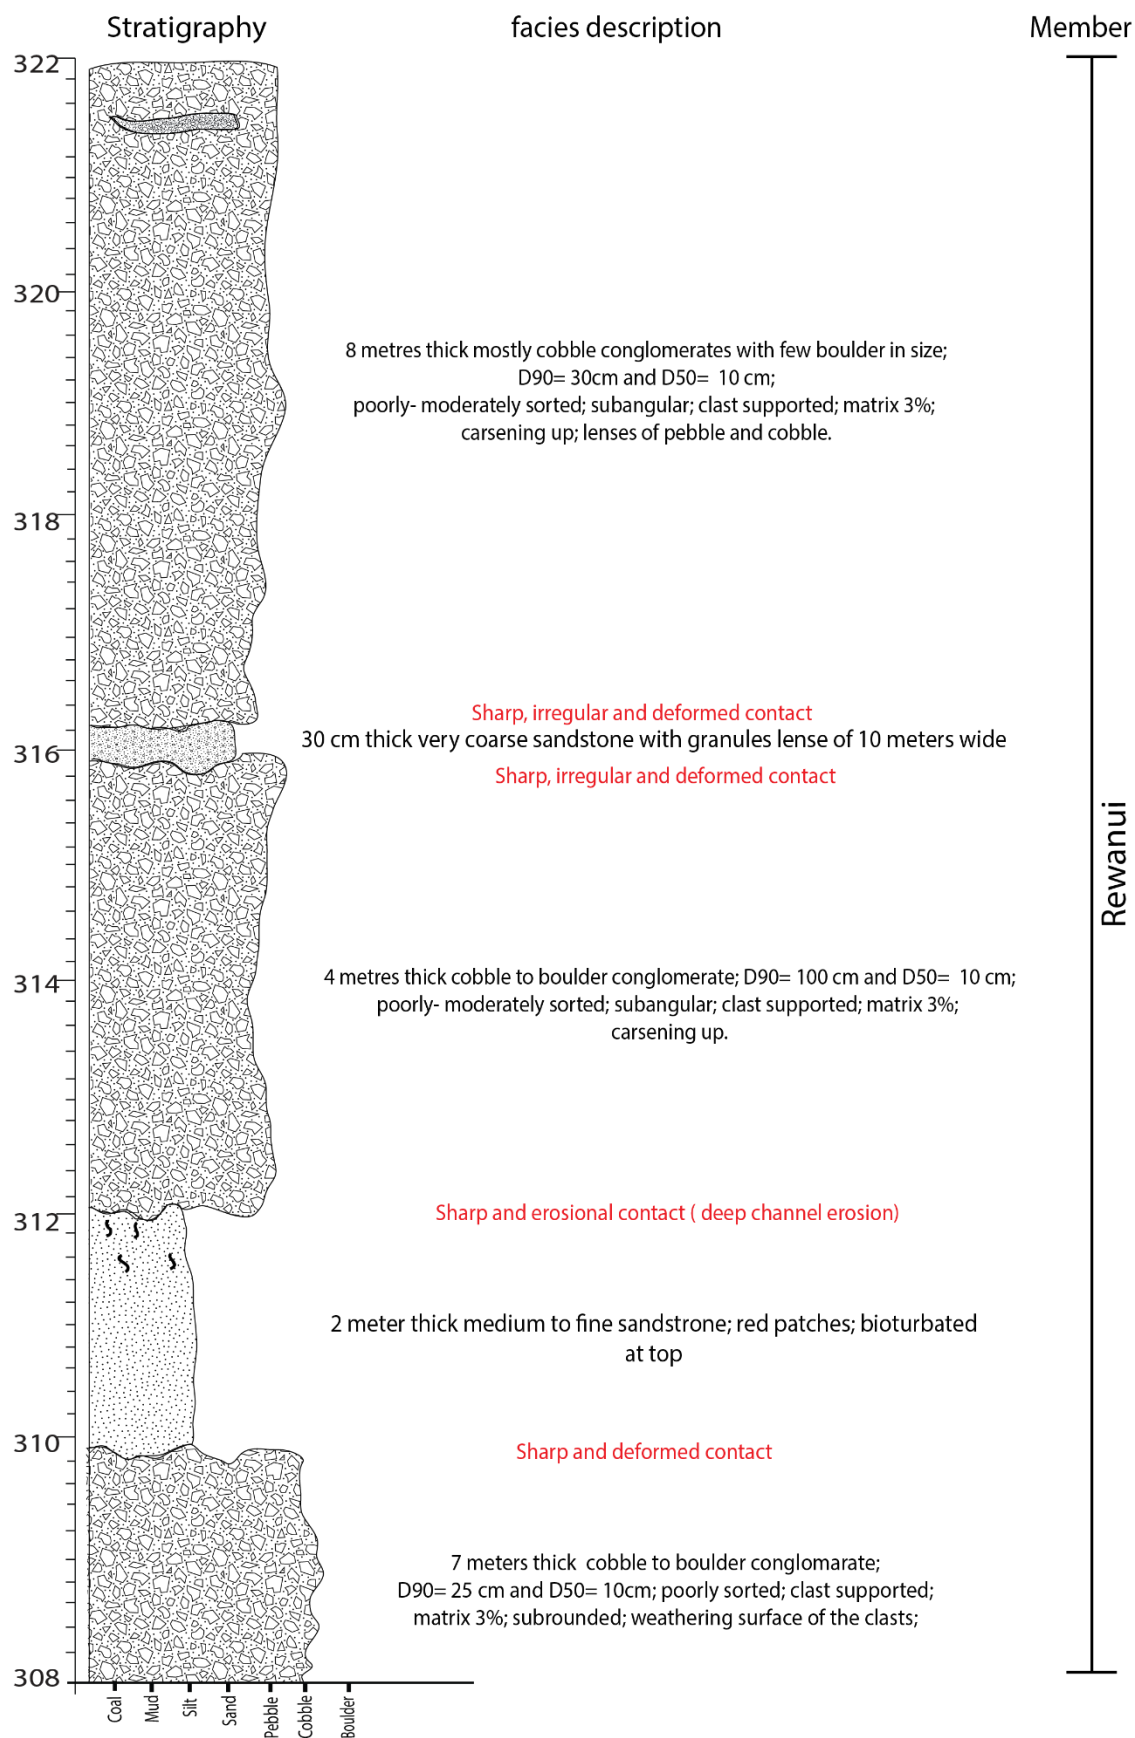 Stratigraphy facies description Member
322
320
8 metres thick mostly cobble conglomerates with few boulder in size;
D90= 30cm and D50= 10 cm;
poorly- moderately sorted; subangular; clast supported; matrix 3%;
carsening up; lenses of pebble and cobble.
318
Sharp, irregular and deformed contact
30 cm thick very coarse sandstone with granules lense of 10 meters wide
316
Sharp, irregular and deformed contact
Rewanui
314
4 metres thick cobble to boulder conglomerate; D90= 100 cm and D50= 10 cm;
poorly- moderately sorted; subangular; clast supported; matrix 3%;
carsening up.
312
Sharp and erosional contact ( deep channel erosion)
2 meter thick medium to fine sandstrone; red patches; bioturbated
at top
310
Sharp and deformed contact
7 meters thick cobble to boulder conglomarate;
D90= 25 cm and D50= 10cm; poorly sorted; clast supported;
matrix 3%; subrounded; weathering surface of the clasts;
308
Coal
Mud
Silt
Sand
Pebble
Cobble
Boulder